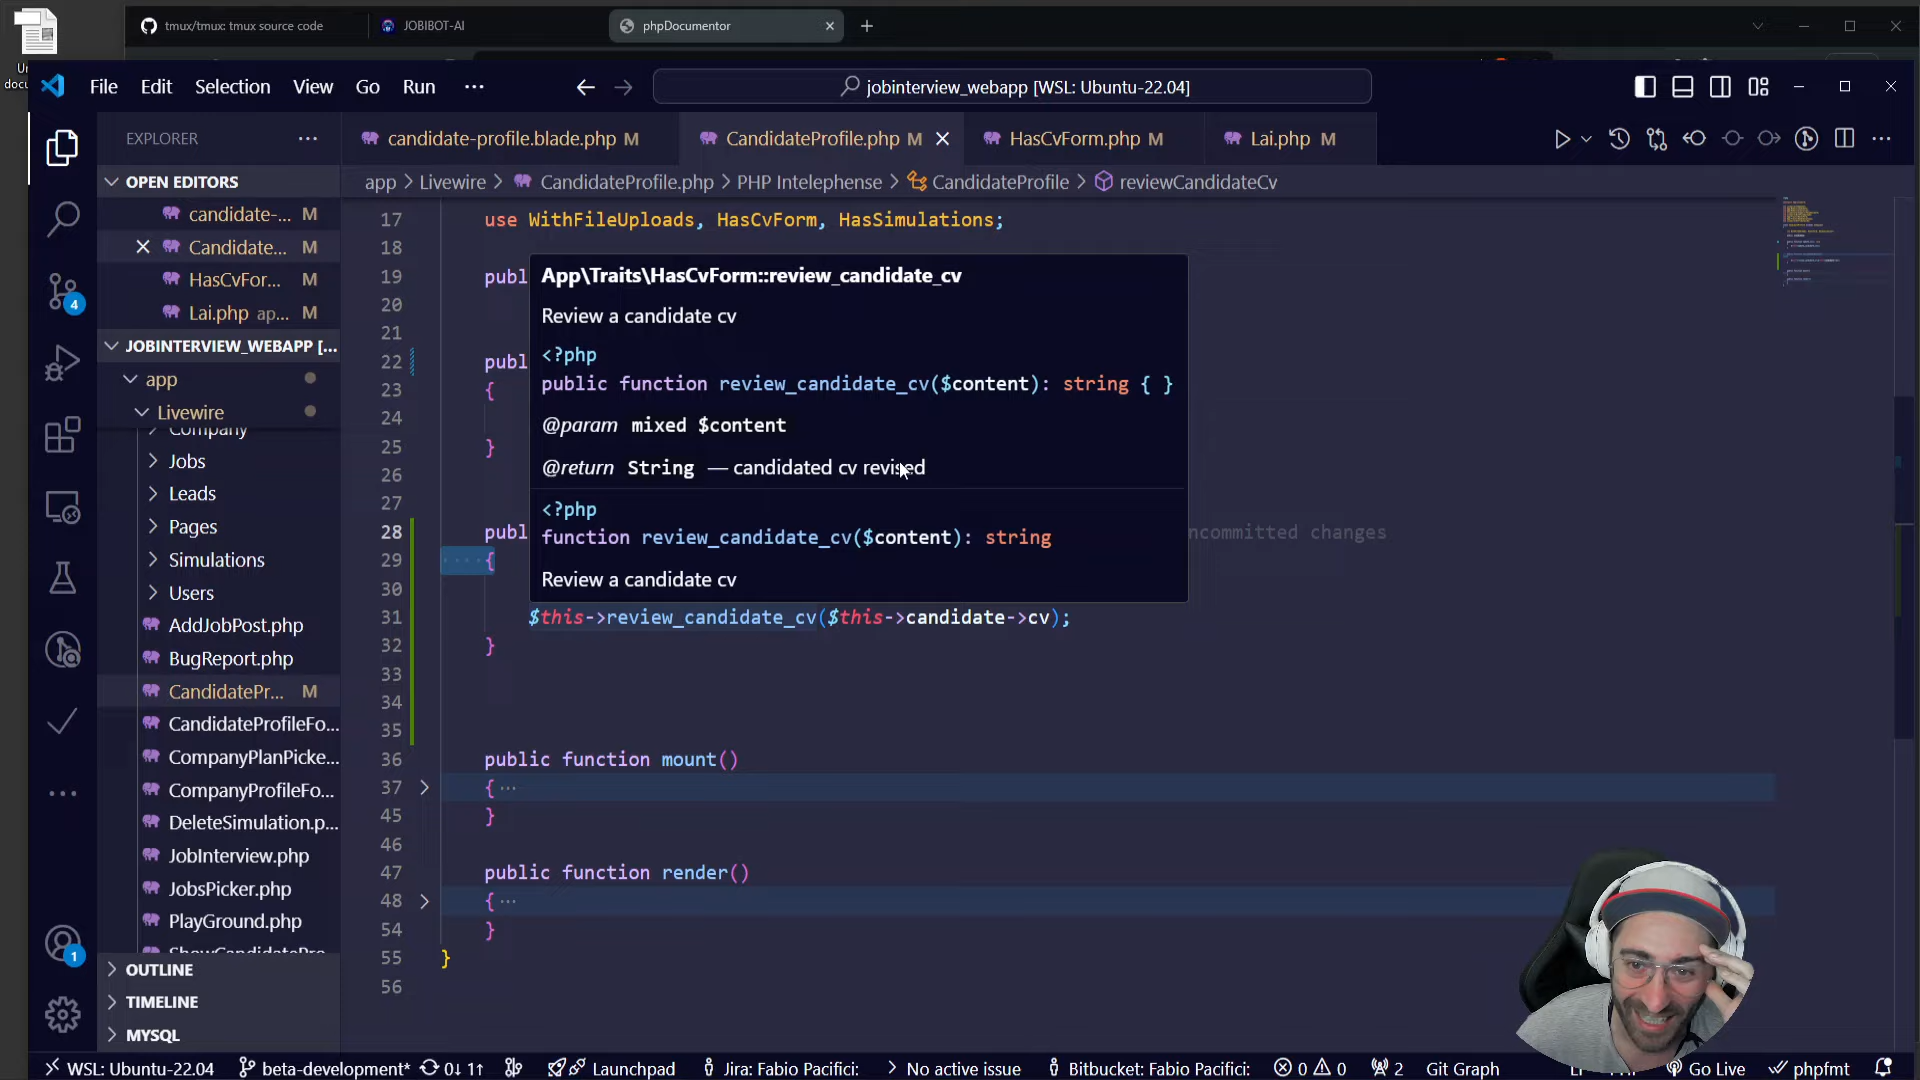 tmux/tmux: tmux source code
JOBIBOT-AI
phpDocumentor
File Edit Selection View Go Run
jobinterview_webapp [WSL: Ubuntu-22.04]
EXPLORER
candidate-profile.blade.php M
CandidateProfile.php M
HasCvForm.php M
Lai.php M
OPEN EDITORS
app > Livewire > CandidateProfile.php > PHP Intelephense > CandidateProfile > reviewCandidateCv
candidate-... M
Candidate... M
HasCvFor... M
Lai.php ap... M
JOBINTERVIEW_WEBAPP [...
app
Livewire
Company
Jobs
Leads
Pages
Simulations
Users
AddJobPost.php
BugReport.php
CandidatePr... M
CandidateProfileFo...
CompanyPlanPicke...
CompanyProfileFo...
DeleteSimulation.p...
JobInterview.php
JobsPicker.php
PlayGround.php
ShowCandidatePro...
OUTLINE
TIMELINE
MYSQL
17 use WithFileUploads, HasCvForm, HasSimulations;
18
19 publ
20
21
22 publ
23 {
24
25 }
26
27
28 publ ncommitted changes
29 {
30
31 $this->review_candidate_cv($this->candidate->cv);
32 }
33
34
35
36 public function mount()
37 { ...
45 }
46
47 public function render()
48 { ...
54 }
55 }
56
App\Traits\HasCvForm::review_candidate_cv
Review a candidate cv
<?php
public function review_candidate_cv($content): string { }
@param mixed $content
@return String — candidated cv revised
<?php
function review_candidate_cv($content): string
Review a candidate cv
4
1
WSL: Ubuntu-22.04 beta-development* 0↓ 1↑ Launchpad Jira: Fabio Pacifici: No active issue Bitbucket: Fabio Pacifici: 0 0 2 Git Graph Go Live phpfmt